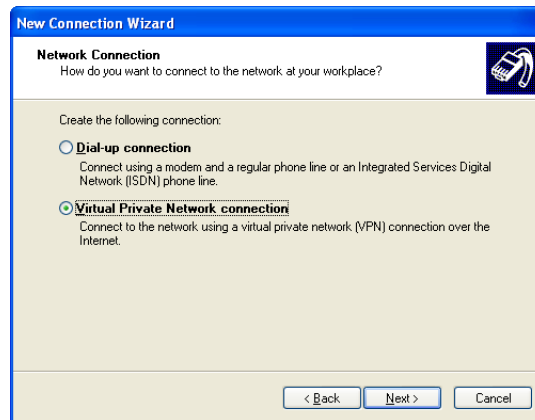 New Connection Wizard
Network Connection
How do you want to connect to the network at your workplace?
Create the following connection:
Dial-up connection
Connect using a modem and a regular phone line or an Integrated Services Digital
Network (ISDN) phone line.
Virtual Private Network connection
Connect to the network using a virtual private network (VPN) connection over the
Internet.
< Back Next > Cancel